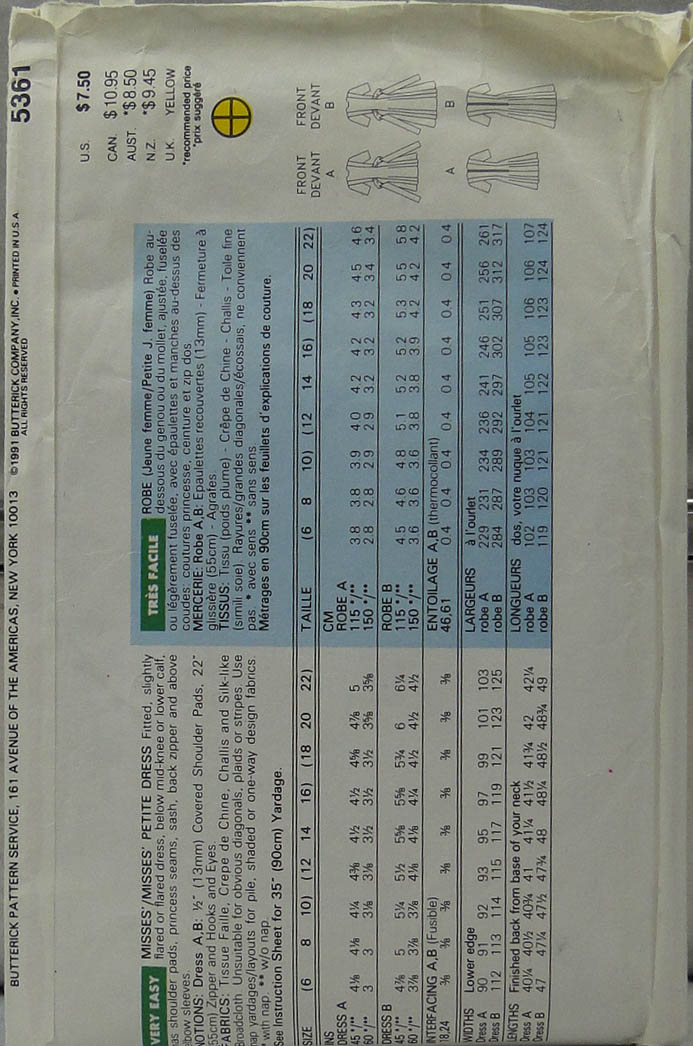 BUTTERICK PATTERN SERVICE, 161 AVENUE OF THE AMERICAS, NEW YORK 10013 ©1991 BUTTERICK COMPANY, INC. • PRINTED IN U.S.A.
ALL RIGHTS RESERVED
5361
U.S. $7.50
CAN. $10.95
AUST. *$8.50
N.Z. *$9.45
U.K. YELLOW
*recommended price
*prix suggéré
VERY EASY MISSES'/MISSES' PETITE DRESS Fitted, slightly
flared or flared dress, below mid-knee or lower calf,
has shoulder pads, princess seams, sash, back zipper and above
elbow sleeves.
NOTIONS: Dress A,B: ½" (13mm) Covered Shoulder Pads, 22"
(55cm) Zipper and Hooks and Eyes.
FABRICS: Tissue Faille, Crepe de Chine, Challis and Silk-like
Broadcloth. Unsuitable for obvious diagonals, plaids or stripes. Use
nap yardages/layouts for pile, shaded or one-way design fabrics.
*with nap. ** w/o nap.
See Instruction Sheet for 35" (90cm) Yardage.
SIZE (6 8 10) (12 14 16) (18 20 22)
INS
DRESS A
45 */** 4⅛ 4⅛ 4¼ 4⅜ 4½ 4½ 4⅝ 4⅞ 5
60 */** 3 3 3⅛ 3⅛ 3½ 3½ 3½ 3⅝ 3⅝
DRESS B
45 */** 4⅞ 5 5¼ 5½ 5⅝ 5⅝ 5¾ 6 6¼
60 */** 3⅞ 3⅞ 3⅞ 4⅛ 4⅛ 4¼ 4½ 4½ 4½
INTERFACING A,B (Fusible)
18,24 ⅜ ⅜ ⅜ ⅜ ⅜ ⅜ ⅜ ⅜ ⅜
WIDTHS Lower edge
Dress A 90 91 92 93 95 97 99 101 103
Dress B 112 113 114 115 117 119 121 123 125
LENGTHS Finished back from base of your neck
Dress A 40¼ 40½ 40¾ 41 41¼ 41½ 41¾ 42 42¼
Dress B 47 47¼ 47½ 47¾ 48 48¼ 48½ 48¾ 49
TRÈS FACILE ROBE (Jeune femme/Petite J. femme) Robe au-
dessous du genou ou du mollet, ajustée, fuselée
ou légèrement fuselée, avec épaulettes et manches au-dessus des
coudes; coutures princesse, ceinture et zip dos.
MERCERIE: Robe A,B: Epaulettes recouvertes (13mm) - Fermeture à
glissière (55cm) - Agrafes
TISSUS: Tissu (poids plume) - Crêpe de Chine - Challis - Toile fine
(simili soie). Rayures/grandes diagonales/écossais, ne conviennent
pas. * avec sens ** sans sens.
Métrages en 90cm sur les feuillets d'explications de couture.
TAILLE (6 8 10) (12 14 16) (18 20 22)
CM
ROBE A
115 */** 3.8 3.8 3.9 4.0 4.2 4.2 4.3 4.5 4.6
150 */** 2.8 2.8 2.9 2.9 3.2 3.2 3.2 3.4 3.4
ROBE B
115 */** 4.5 4.6 4.8 5.1 5.2 5.2 5.3 5.5 5.8
150 */** 3.6 3.6 3.6 3.8 3.8 3.9 4.2 4.2 4.2
ENTOILAGE A,B (thermocollant)
46,61 0.4 0.4 0.4 0.4 0.4 0.4 0.4 0.4 0.4
LARGEURS à l'ourlet
robe A 229 231 234 236 241 246 251 256 261
robe B 284 287 289 292 297 302 307 312 317
LONGUEURS dos, votre nuque à l'ourlet
robe A 102 103 103 104 105 105 106 106 107
robe B 119 120 121 121 122 123 123 124 124
FRONT
DEVANT
A
FRONT
DEVANT
B
A
B